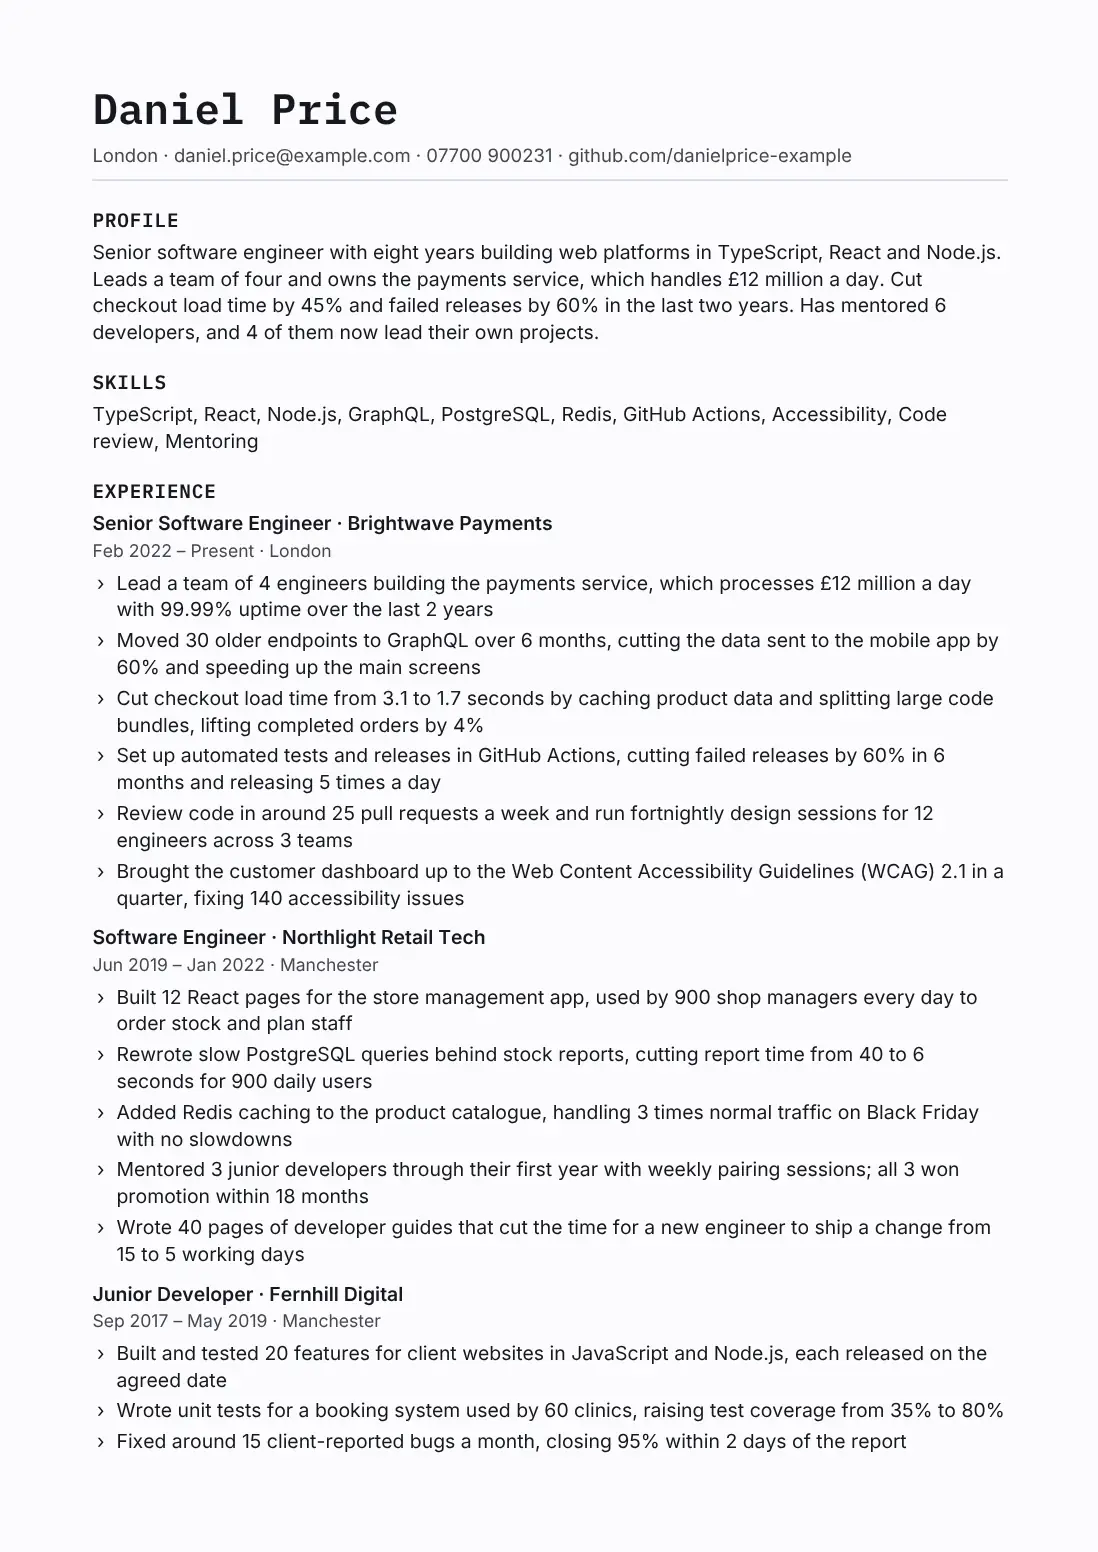 Daniel Price
London · daniel.price@example.com · 07700 900231 · github.com/danielprice-example
PROFILE
Senior software engineer with eight years building web platforms in TypeScript, React and Node.js.
Leads a team of four and owns the payments service, which handles £12 million a day. Cut
checkout load time by 45% and failed releases by 60% in the last two years. Has mentored 6
developers, and 4 of them now lead their own projects.
SKILLS
TypeScript, React, Node.js, GraphQL, PostgreSQL, Redis, GitHub Actions, Accessibility, Code
review, Mentoring
EXPERIENCE
Senior Software Engineer · Brightwave Payments
Feb 2022 – Present · London
› Lead a team of 4 engineers building the payments service, which processes £12 million a day
with 99.99% uptime over the last 2 years
› Moved 30 older endpoints to GraphQL over 6 months, cutting the data sent to the mobile app by
60% and speeding up the main screens
› Cut checkout load time from 3.1 to 1.7 seconds by caching product data and splitting large code
bundles, lifting completed orders by 4%
› Set up automated tests and releases in GitHub Actions, cutting failed releases by 60% in 6
months and releasing 5 times a day
› Review code in around 25 pull requests a week and run fortnightly design sessions for 12
engineers across 3 teams
› Brought the customer dashboard up to the Web Content Accessibility Guidelines (WCAG) 2.1 in a
quarter, fixing 140 accessibility issues
Software Engineer · Northlight Retail Tech
Jun 2019 – Jan 2022 · Manchester
› Built 12 React pages for the store management app, used by 900 shop managers every day to
order stock and plan staff
› Rewrote slow PostgreSQL queries behind stock reports, cutting report time from 40 to 6
seconds for 900 daily users
› Added Redis caching to the product catalogue, handling 3 times normal traffic on Black Friday
with no slowdowns
› Mentored 3 junior developers through their first year with weekly pairing sessions; all 3 won
promotion within 18 months
› Wrote 40 pages of developer guides that cut the time for a new engineer to ship a change from
15 to 5 working days
Junior Developer · Fernhill Digital
Sep 2017 – May 2019 · Manchester
› Built and tested 20 features for client websites in JavaScript and Node.js, each released on the
agreed date
› Wrote unit tests for a booking system used by 60 clinics, raising test coverage from 35% to 80%
› Fixed around 15 client-reported bugs a month, closing 95% within 2 days of the report